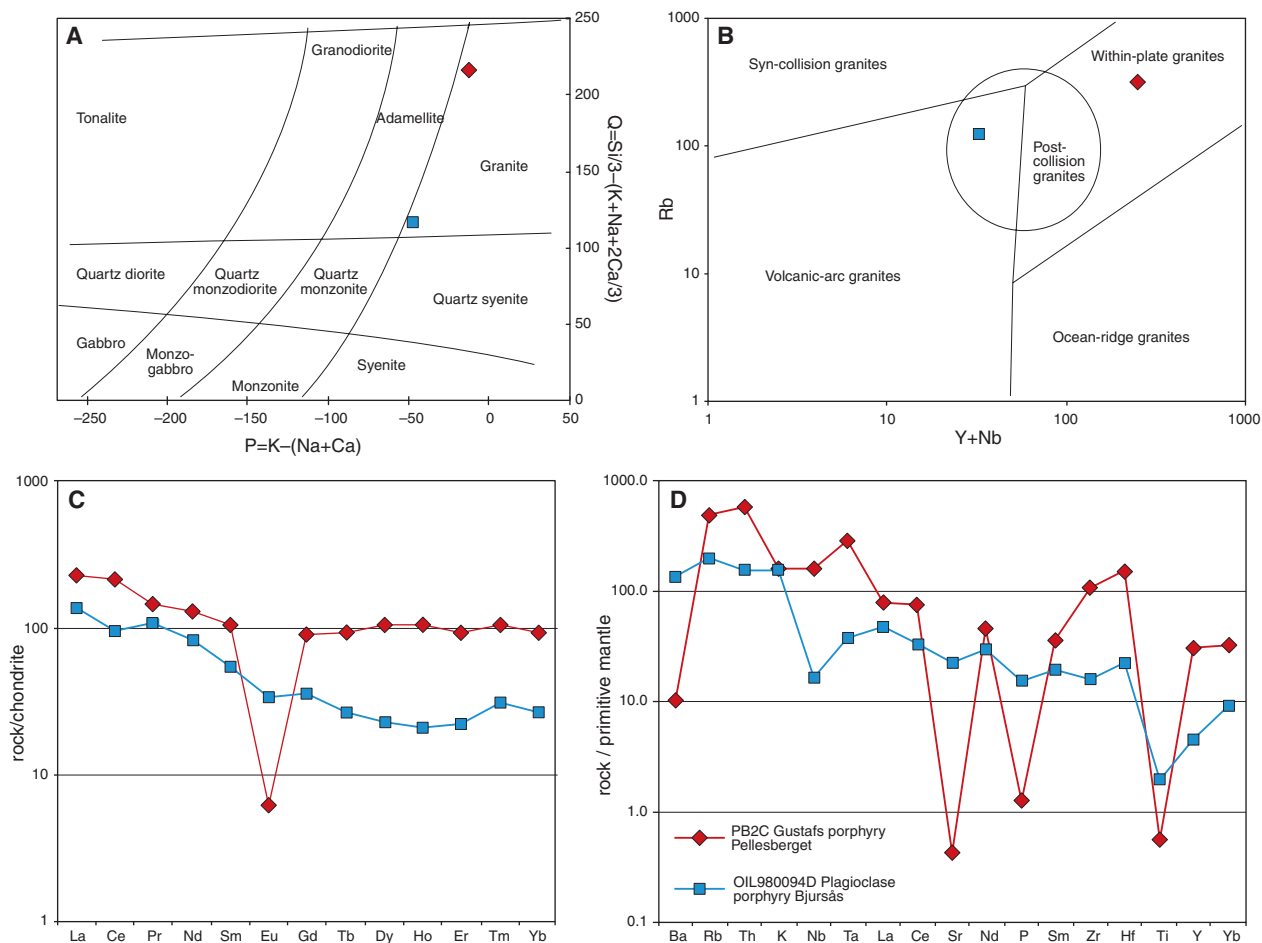 A
Granodiorite
Tonalite
Adamellite
Granite
Quartz diorite
Quartz
monzodiorite
Quartz
monzonite
Quartz syenite
Gabbro
Monzo-
gabbro
Monzonite
Syenite
250
200
150
100
50
0
Q=Si/3–(K+Na+2Ca/3)
–250 –200 –150 –100 –50 0 50
P=K–(Na+Ca)
B
Syn-collision granites
Within-plate granites
Post-
collision
granites
Volcanic-arc granites
Ocean-ridge granites
1000
100
10
1
Rb
1 10 100 1000
Y+Nb
C
1000
100
10
1
rock/chondrite
La Ce Pr Nd Sm Eu Gd Tb Dy Ho Er Tm Yb
D
1000.0
100.0
10.0
1.0
0.1
rock / primitive mantle
PB2C Gustafs porphyry
Pellesberget
OIL980094D Plagioclase
porphyry Bjursås
Ba Rb Th K Nb Ta La Ce Sr Nd P Sm Zr Hf Ti Y Yb